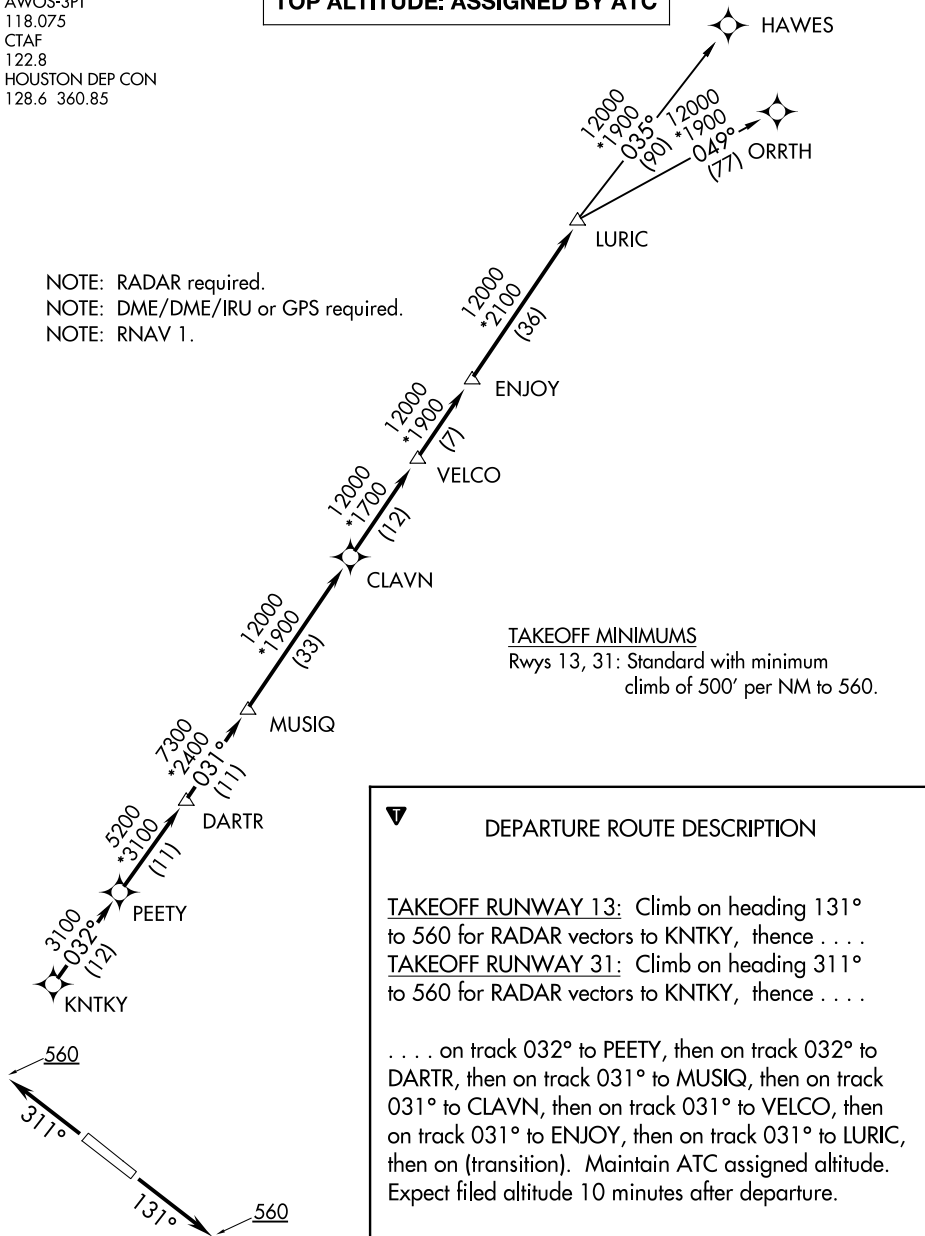 AWOS-3PT
118.075
CTAF
122.8
HOUSTON DEP CON
128.6 360.85
TOP ALTITUDE: ASSIGNED BY ATC
HAWES
12000
*1900
035°
(90)
12000
*1900
049°
(77)
ORRTH
LURIC
NOTE: RADAR required.
NOTE: DME/DME/IRU or GPS required.
NOTE: RNAV 1.
12000
*2100
(36)
ENJOY
12000
*1900
(7)
VELCO
12000
*1700
(12)
CLAVN
12000
*1900
(33)
TAKEOFF MINIMUMS
Rwys 13, 31: Standard with minimum
climb of 500' per NM to 560.
MUSIQ
7300
*2400
031°
(11)
DARTR
5200
*3100
(11)
PEETY
3100
032°
(12)
KNTKY
560
311°
131°
560
T
DEPARTURE ROUTE DESCRIPTION
TAKEOFF RUNWAY 13: Climb on heading 131°
to 560 for RADAR vectors to KNTKY, thence . . . .
TAKEOFF RUNWAY 31: Climb on heading 311°
to 560 for RADAR vectors to KNTKY, thence . . . .
. . . . on track 032° to PEETY, then on track 032° to
DARTR, then on track 031° to MUSIQ, then on track
031° to CLAVN, then on track 031° to VELCO, then
on track 031° to ENJOY, then on track 031° to LURIC,
then on (transition). Maintain ATC assigned altitude.
Expect filed altitude 10 minutes after departure.